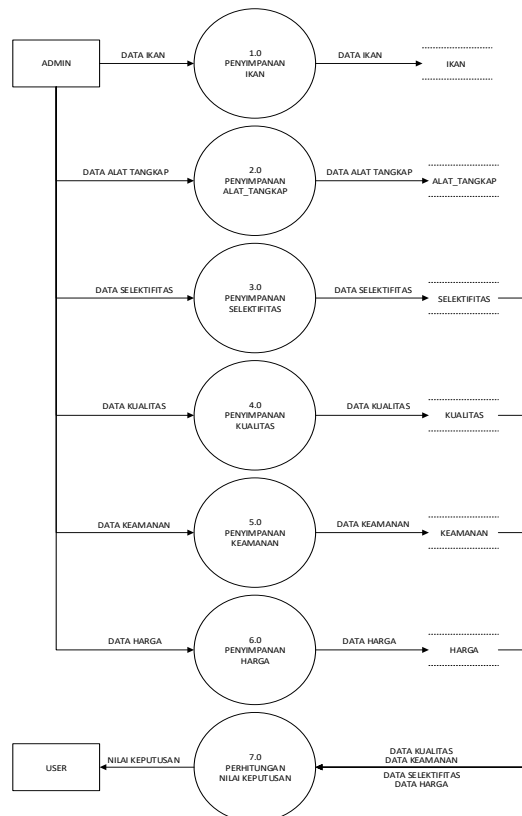 ADMIN
DATA IKAN
1.0
PENYIMPANAN
IKAN
DATA IKAN
IKAN
DATA ALAT TANGKAP
2.0
PENYIMPANAN
ALAT_TANGKAP
DATA ALAT TANGKAP
ALAT_TANGKAP
DATA SELEKTIFITAS
3.0
PENYIMPANAN
SELEKTIFITAS
DATA SELEKTIFITAS
SELEKTIFITAS
DATA KUALITAS
4.0
PENYIMPANAN
KUALITAS
DATA KUALITAS
KUALITAS
DATA KEAMANAN
5.0
PENYIMPANAN
KEAMANAN
DATA KEAMANAN
KEAMANAN
DATA HARGA
6.0
PENYIMPANAN
HARGA
DATA HARGA
HARGA
USER
NILAI KEPUTUSAN
7.0
PERHITUNGAN
NILAI KEPUTUSAN
DATA KUALITAS
DATA KEAMANAN
DATA SELEKTIFITAS
DATA HARGA